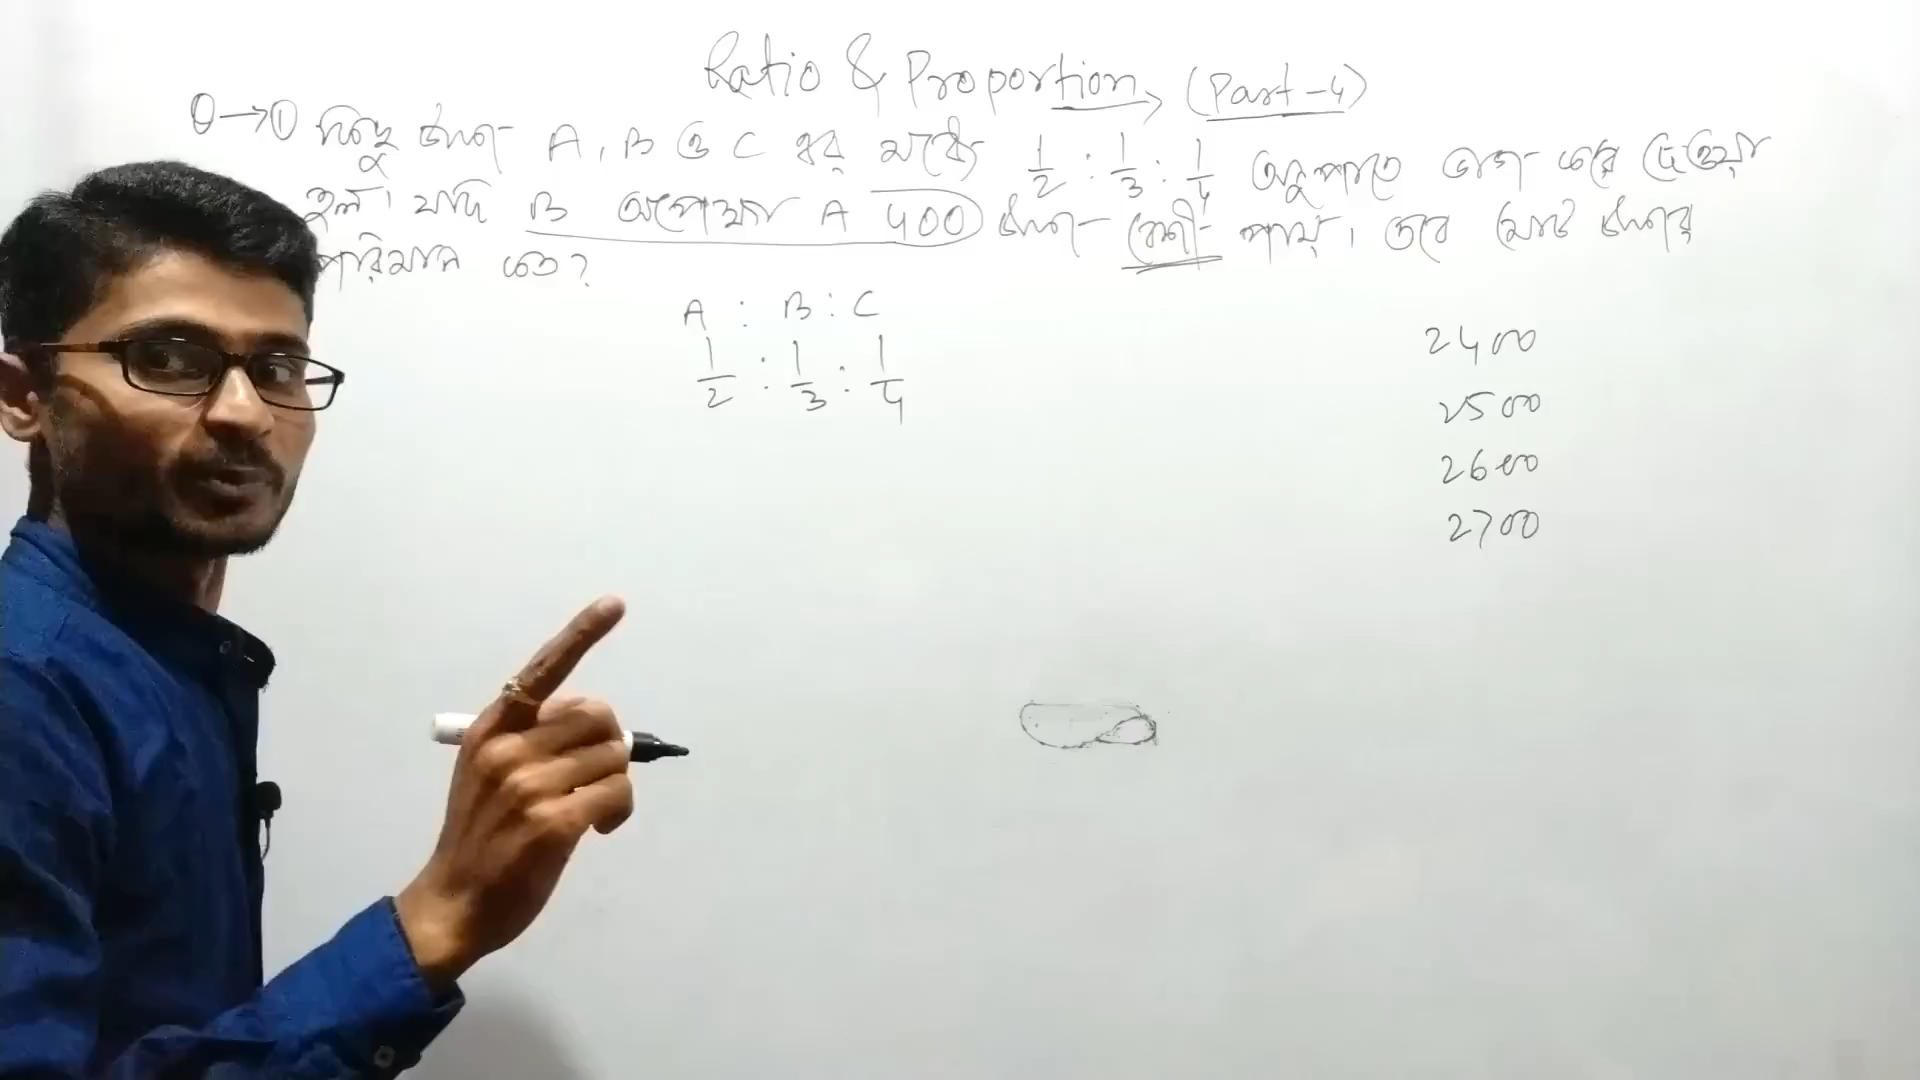 Ratio & Proportion → (Part-4)
Q→① কিছু টাকা A, B ও C এর মধ্যে 1/2 : 1/3 : 1/4 অনুপাতে ভাগ করে দেওয়া
হল। যদি B অপেক্ষা A 400 টাকা বেশী পায়। তবে মোট টাকার
পরিমান কত?
A : B : C
1/2 : 1/3 : 1/4
2400
2500
2600
2700